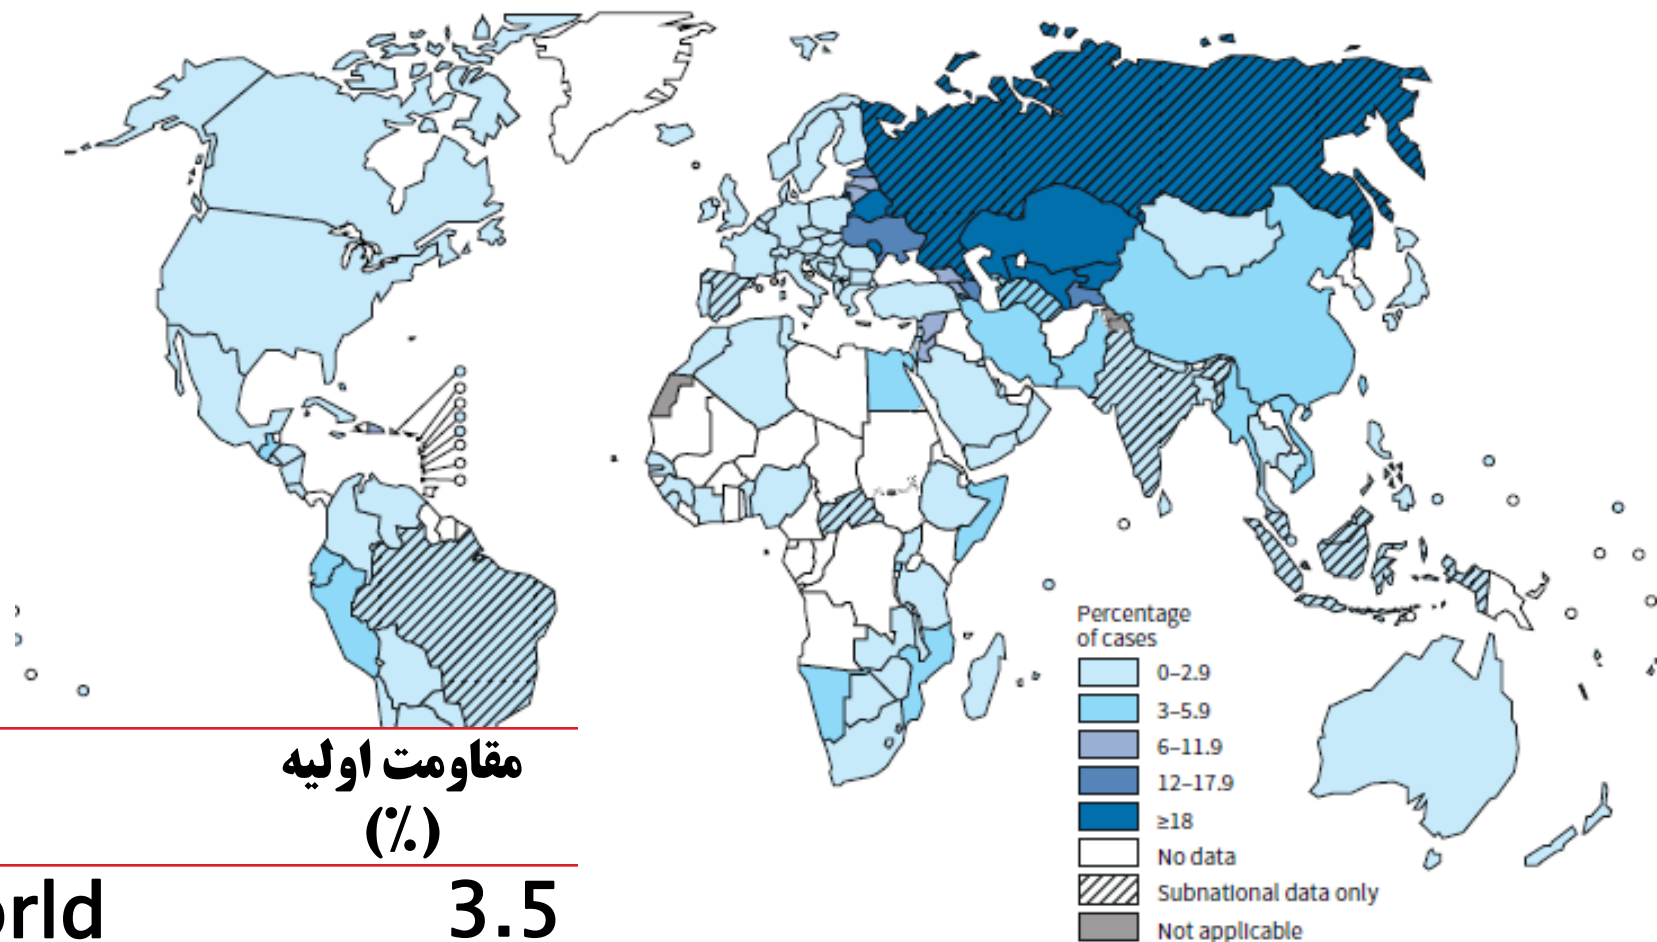 Percentage
of cases
0–2.9
3–5.9
6–11.9
12–17.9
≥18
No data
Subnational data only
Not applicable
مقاومت اولیه
(٪)
orld 3.5